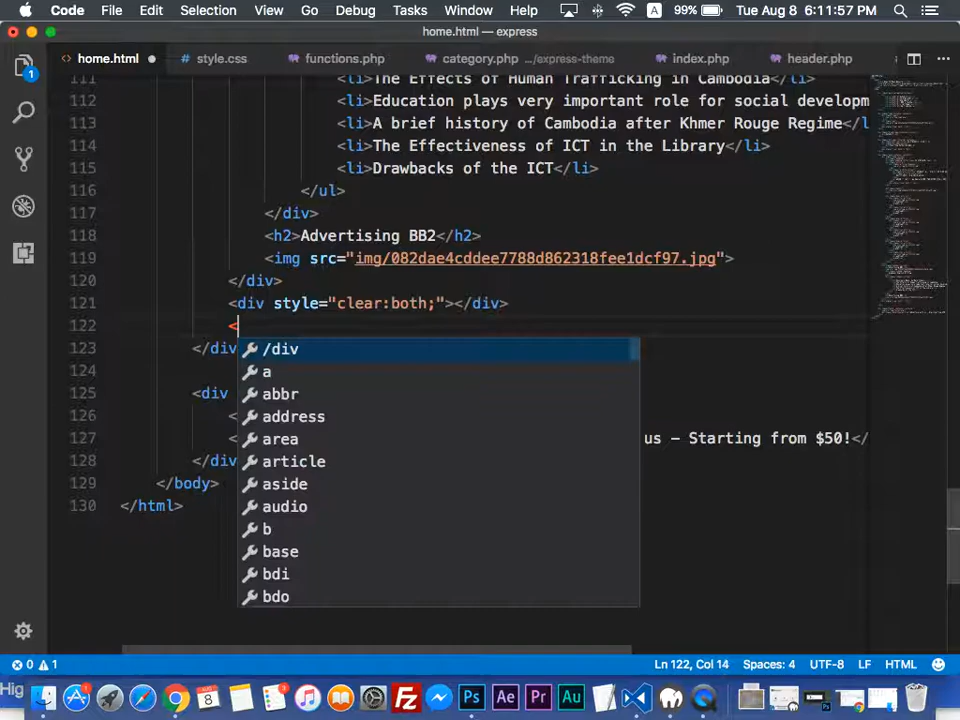 Code File Edit Selection View Go Debug Tasks Window Help A 99% Tue Aug 8 6:11:57 PM
home.html — express
home.html style.css functions.php category.php .../express-theme index.php header.php
111 <li>The Effects of Human Trafficking in Cambodia</li>
112 <li>Education plays very important role for social developm
113 <li>A brief history of Cambodia after Khmer Rouge Regime</l
114 <li>The Effectiveness of ICT in the Library</li>
115 <li>Drawbacks of the ICT</li>
116 </ul>
117 </div>
118 <h2>Advertising BB2</h2>
119 <img src="img/082dae4cddee7788d862318fee1dcf97.jpg">
120 </div>
121 <div style="clear:both;"></div>
122 <
123 </div
/div
124
a
125 <div
abbr
126 <
address
127 <
area
us – Starting from $50!</
128 </div
article
129 </body>
aside
130 </html>
audio
b
base
bdi
bdo
1
0 1 Ln 122, Col 14 Spaces: 4 UTF-8 LF HTML
Hig